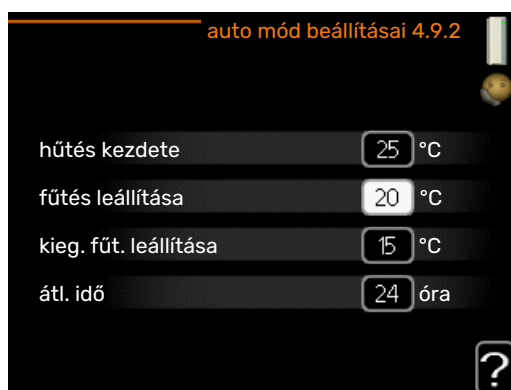 auto mód beállításai 4.9.2
hűtés kezdete 25 °C
fűtés leállítása 20 °C
kieg. fűt. leállítása 15 °C
átl. idő 24 óra
?